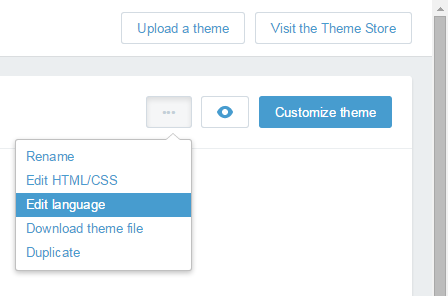 Upload a theme
Visit the Theme Store
Customize theme
Rename
Edit HTML/CSS
Edit language
Download theme file
Duplicate